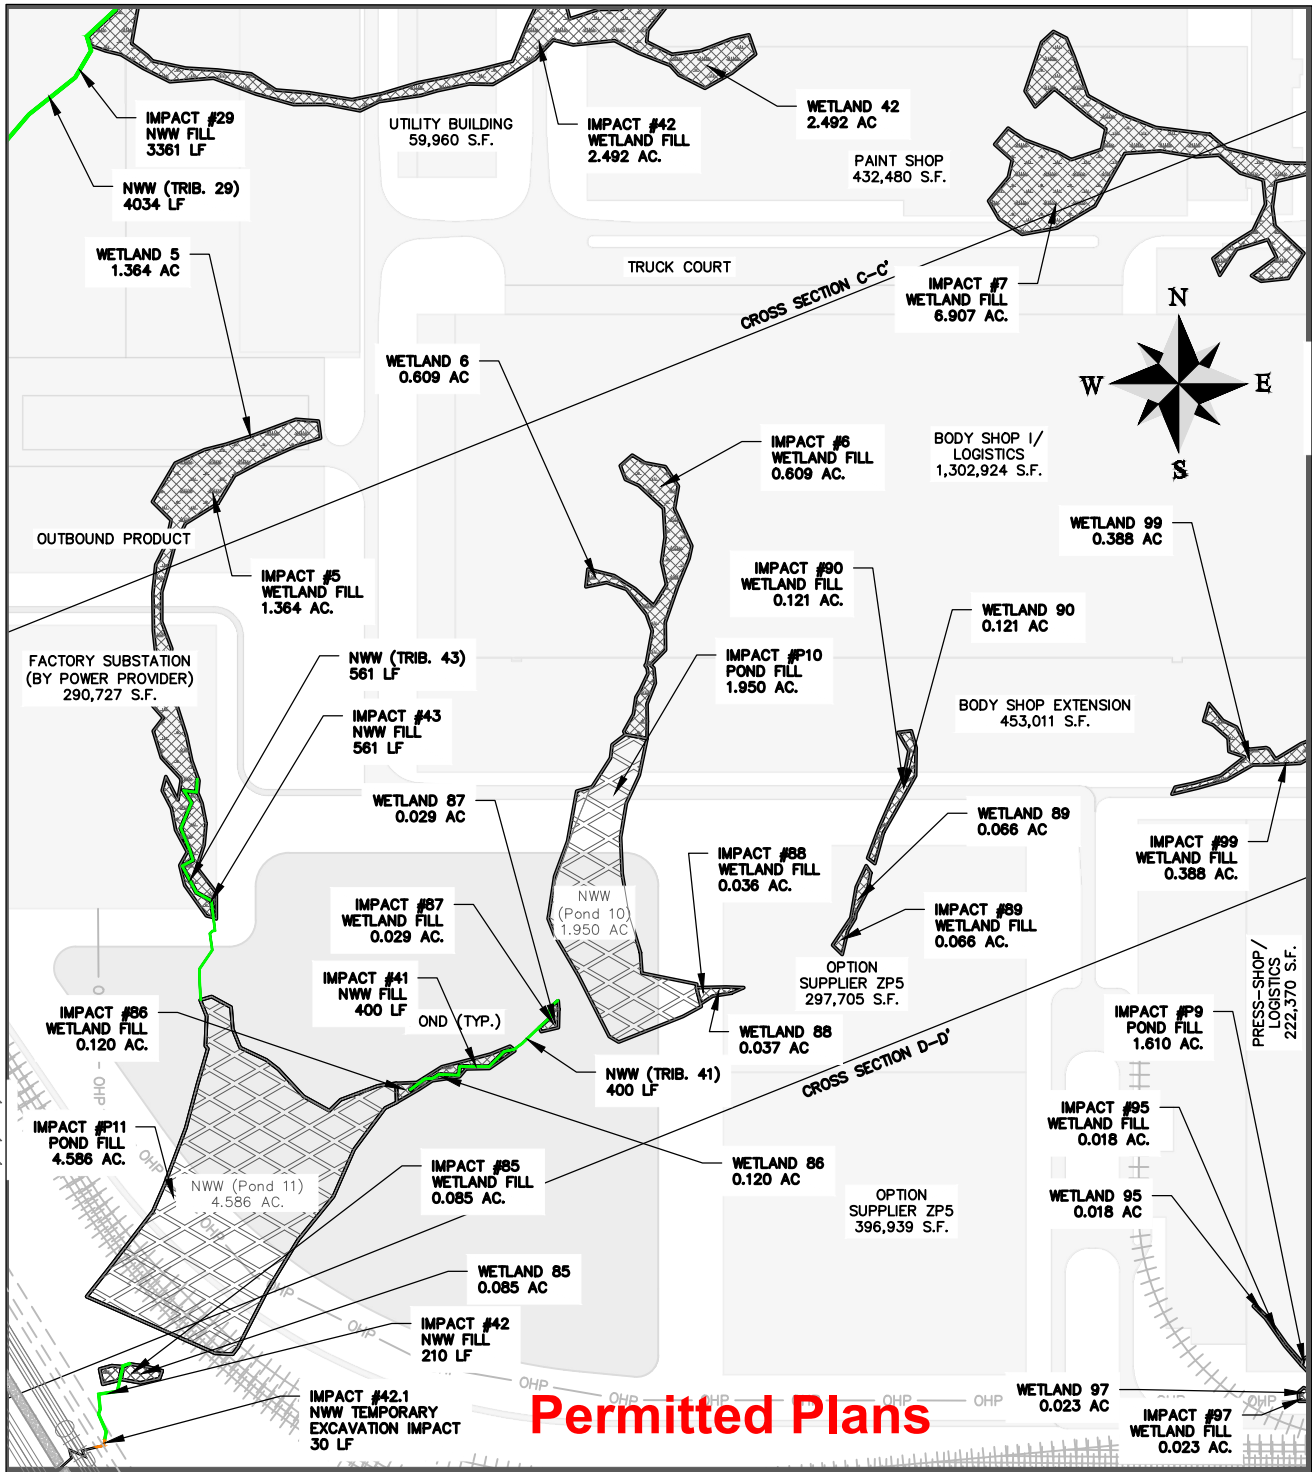 IMPACT #29
NWW FILL
3361 LF
NWW (TRIB. 29)
4034 LF
UTILITY BUILDING
59,960 S.F.
IMPACT #42
WETLAND FILL
2.492 AC.
WETLAND 42
2.492 AC
PAINT SHOP
432,480 S.F.
WETLAND 5
1.364 AC
TRUCK COURT
CROSS SECTION C-C'
IMPACT #7
WETLAND FILL
6.907 AC.
N
W
E
S
WETLAND 6
0.609 AC
IMPACT #6
WETLAND FILL
0.609 AC.
BODY SHOP I/
LOGISTICS
1,302,924 S.F.
OUTBOUND PRODUCT
WETLAND 99
0.388 AC
IMPACT #5
WETLAND FILL
1.364 AC.
IMPACT #90
WETLAND FILL
0.121 AC.
WETLAND 90
0.121 AC
FACTORY SUBSTATION
(BY POWER PROVIDER)
290,727 S.F.
NWW (TRIB. 43)
561 LF
IMPACT #P10
POND FILL
1.950 AC.
IMPACT #43
NWW FILL
561 LF
BODY SHOP EXTENSION
453,011 S.F.
WETLAND 87
0.029 AC
WETLAND 89
0.066 AC
IMPACT #99
WETLAND FILL
0.388 AC.
IMPACT #88
WETLAND FILL
0.036 AC.
IMPACT #87
WETLAND FILL
0.029 AC.
NWW
(Pond 10)
1.950 AC
IMPACT #89
WETLAND FILL
0.066 AC.
IMPACT #41
NWW FILL
400 LF
OPTION
SUPPLIER ZP5
297,705 S.F.
PRESS-SHOP/
LOGISTICS
222,370 S.F.
IMPACT #86
WETLAND FILL
0.120 AC.
OND (TYP.)
WETLAND 88
0.037 AC
IMPACT #P9
POND FILL
1.610 AC.
NWW (TRIB. 41)
400 LF
CROSS SECTION D-D'
OHP
IMPACT #P11
POND FILL
4.586 AC.
IMPACT #95
WETLAND FILL
0.018 AC.
OHP
NWW (Pond 11)
4.586 AC.
IMPACT #85
WETLAND FILL
0.085 AC.
WETLAND 86
0.120 AC
OPTION
SUPPLIER ZP5
396,939 S.F.
WETLAND 95
0.018 AC
OHP
WETLAND 85
0.085 AC
OHP
IMPACT #42
NWW FILL
210 LF
OHP
IMPACT #42.1
NWW TEMPORARY
EXCAVATION IMPACT
30 LF
OHP
OHP
OHP
OHP
OHP
OHP
Permitted Plans
WETLAND 97
0.023 AC
IMPACT #97
WETLAND FILL
0.023 AC.